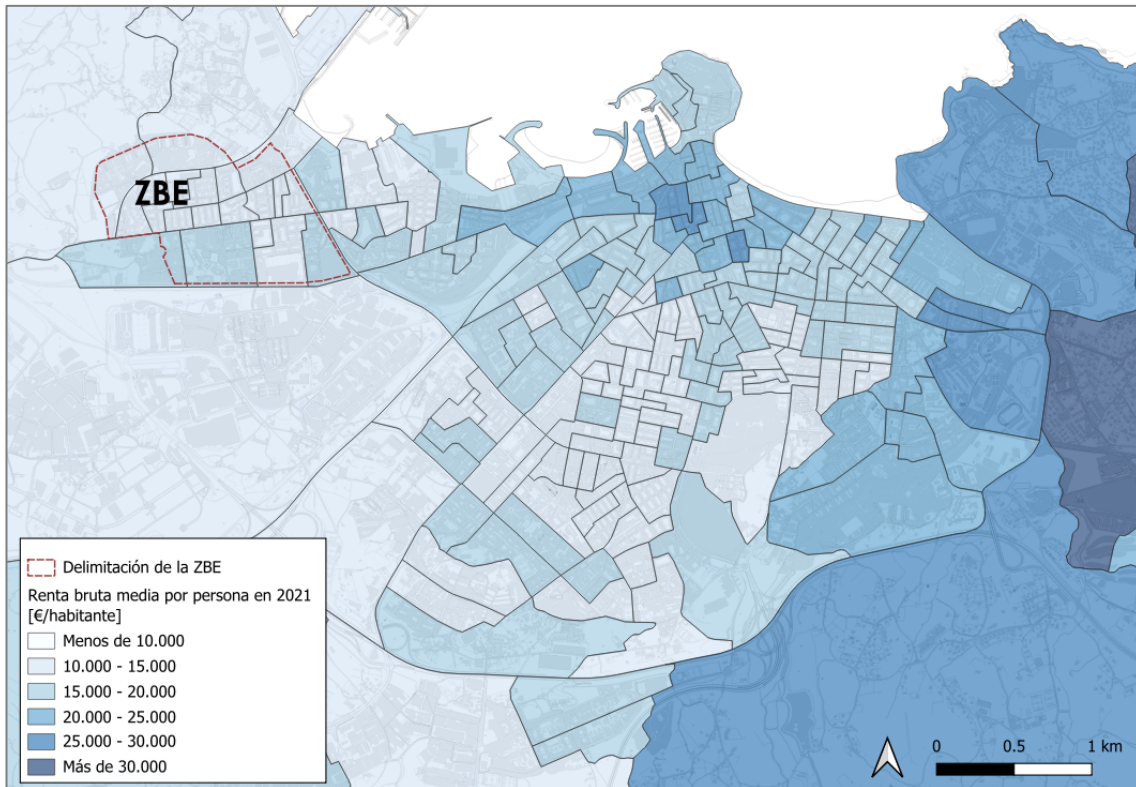 ZBE
Delimitación de la ZBE
Renta bruta media por persona en 2021
[€/habitante]
Menos de 10.000
10.000 - 15.000
15.000 - 20.000
20.000 - 25.000
25.000 - 30.000
Más de 30.000
0 0.5 1 km